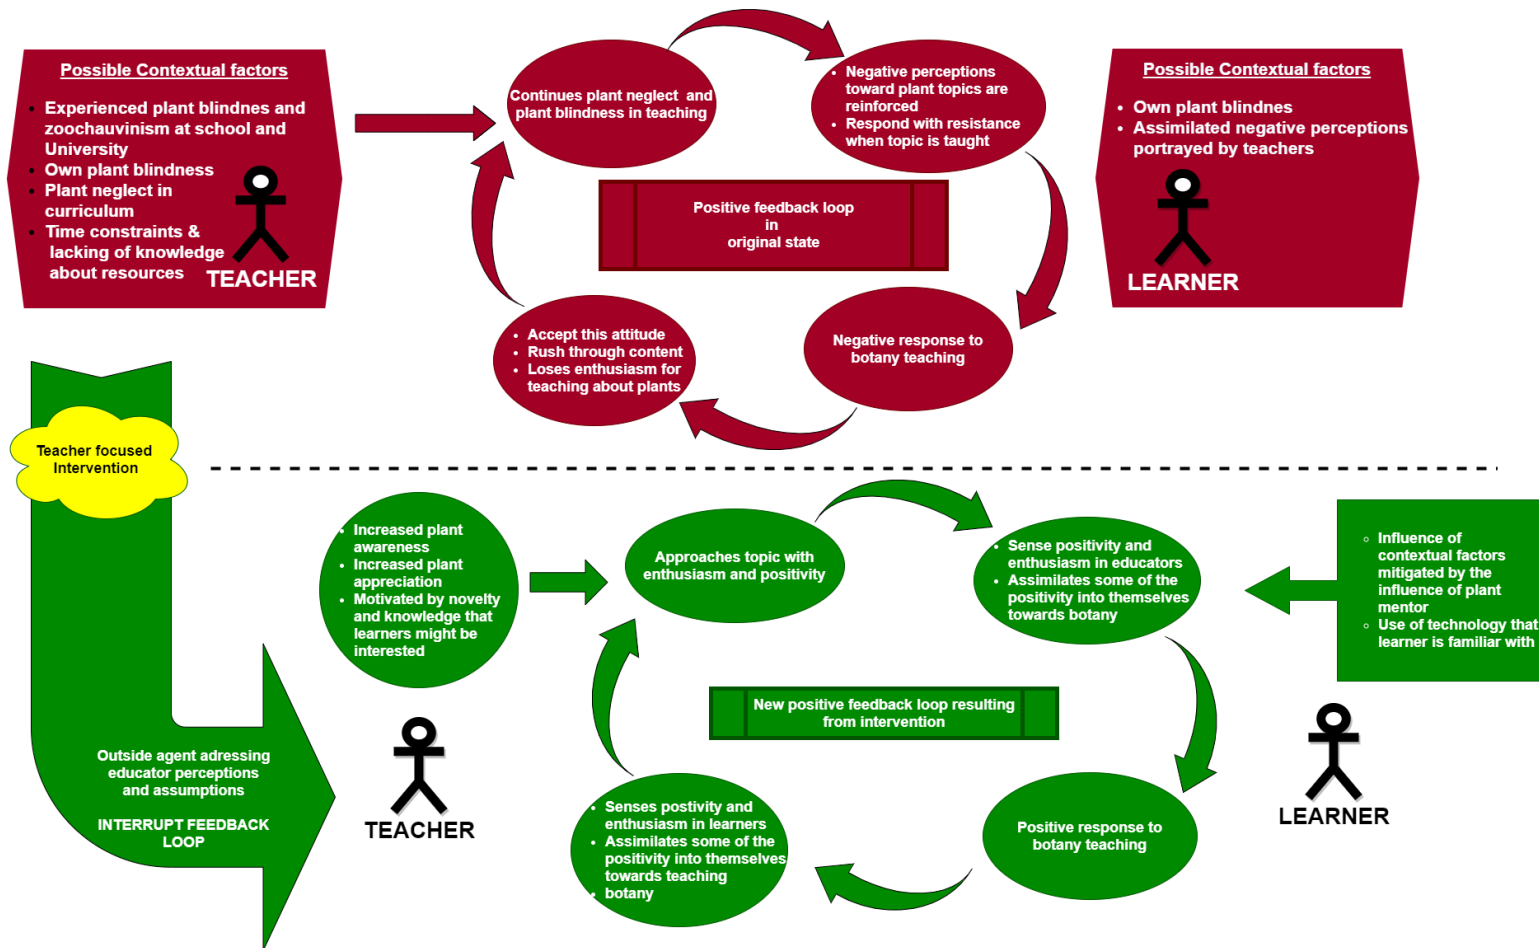 Possible Contextual factors
Experienced plant blindnes and
zoochauvinism at school and
University
Own plant blindness
Plant neglect in
curriculum
Time constraints &
lacking of knowledge
about resources
TEACHER
Continues plant neglect and
plant blindness in teaching
Negative perceptions
toward plant topics are
reinforced
Respond with resistance
when topic is taught
Possible Contextual factors
Own plant blindnes
Assimilated negative perceptions
portrayed by teachers
LEARNER
Positive feedback loop
in
original state
Accept this attitude
Rush through content
Loses enthusiasm for
teaching about plants
Negative response to
botany teaching
Teacher focused
Intervention
Increased plant
awareness
Increased plant
appreciation
Motivated by novelty
and knowledge that
learners might be
interested
Approaches topic with
enthusiasm and positivity
Sense positivity and
enthusiasm in educators
Assimilates some of the
positivity into themselves
towards botany
Influence of
contextual factors
mitigated by the
influence of plant
mentor
Use of technology that
learner is familiar with
New positive feedback loop resulting
from intervention
Outside agent adressing
educator perceptions
and assumptions
INTERRUPT FEEDBACK
LOOP
TEACHER
Senses postivity and
enthusiasm in learners
Assimilates some of the
positivity into themselves
towards teaching
botany
Positive response to
botany teaching
LEARNER